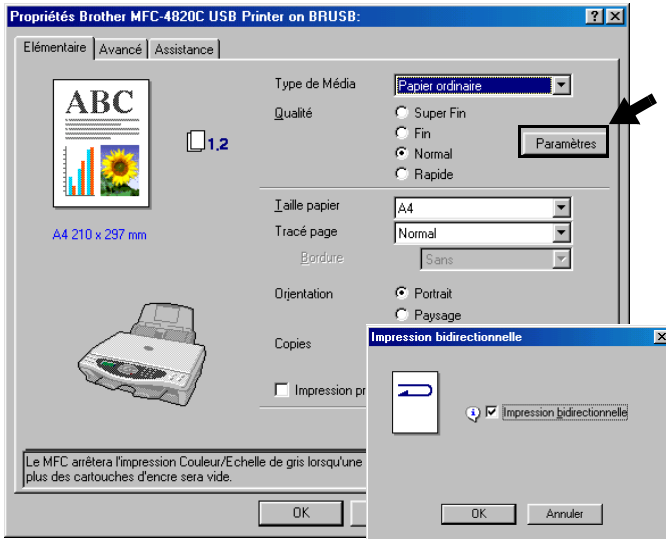 Propriétés Brother MFC-4820C USB Printer on BRUSB:
Elémentaire Avancé Assistance
ABC
1,2
A4 210 x 297 mm
Type de Média Papier ordinaire
Qualité Super Fin
Fin
Normal
Rapide
Paramètres
Taille papier A4
Tracé page Normal
Bordure Sans
Orientation Portrait
Paysage
Copies
Impression pr
Le MFC arrêtera l'impression Couleur/Echelle de gris lorsqu'une
plus des cartouches d'encre sera vide.
OK
Impression bidirectionnelle
Impression bidirectionnelle
OK Annuler